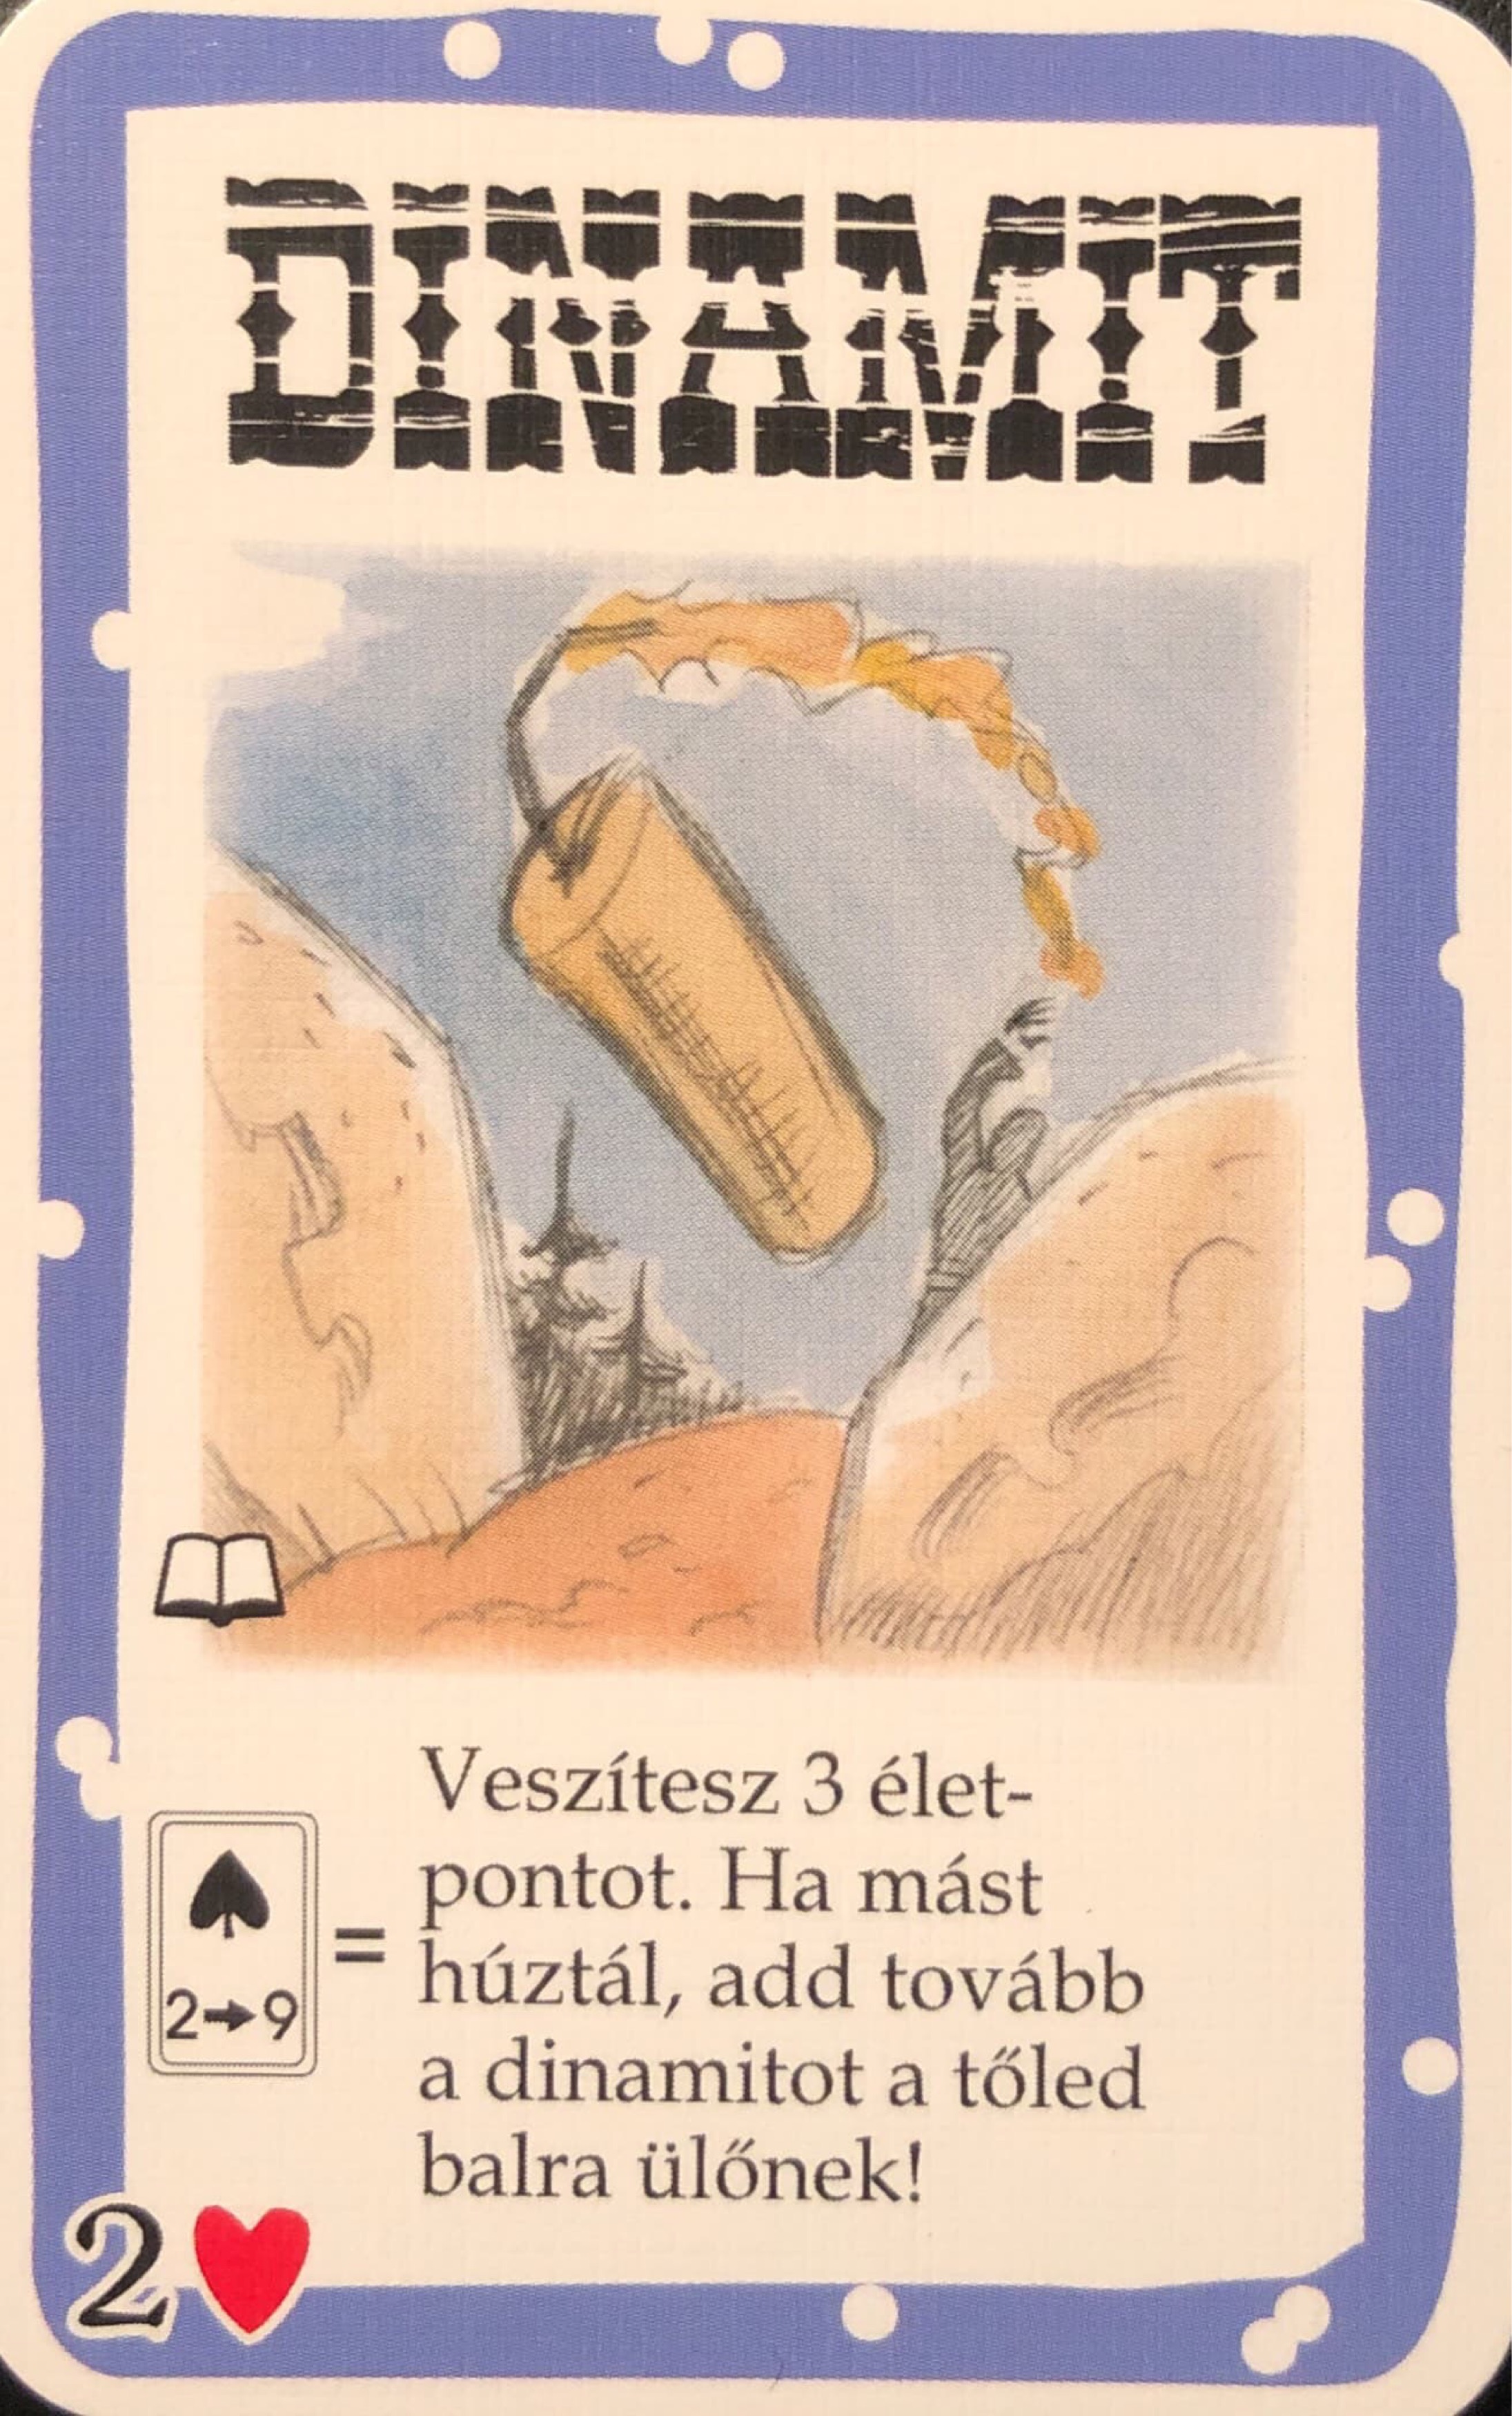 DINAMIT
Veszítesz 3 élet-
pontot. Ha mást
húztál, add tovább
a dinamitot a tőled
balra ülőnek!
♠
2➞9
=
2♥